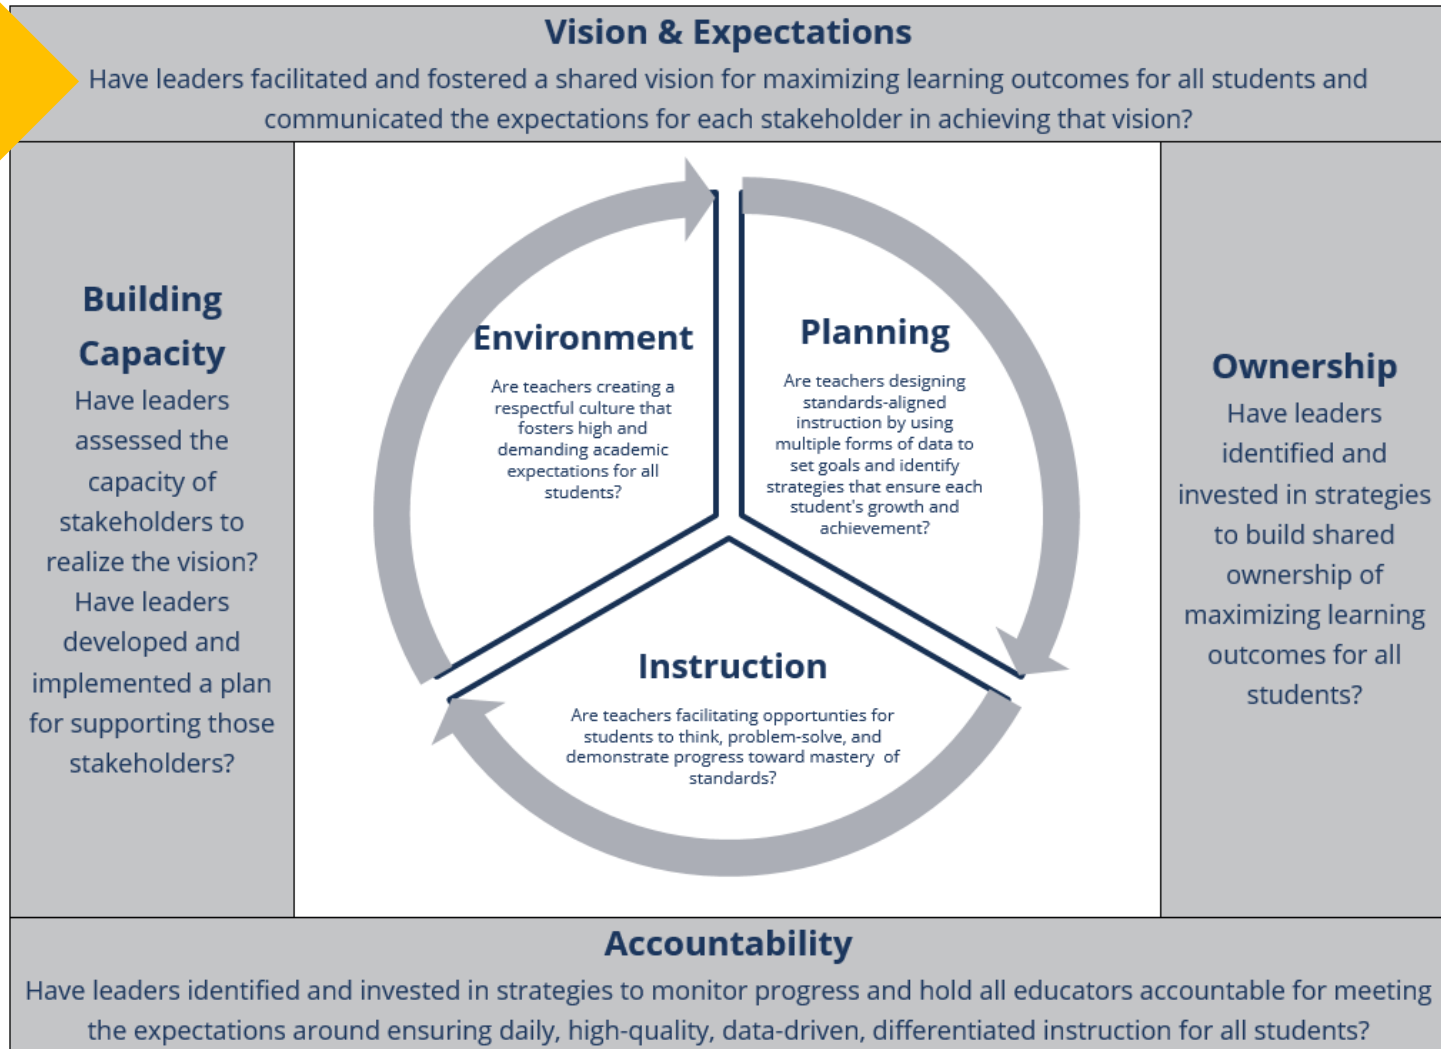 Vision & Expectations
Have leaders facilitated and fostered a shared vision for maximizing learning outcomes for all students and
communicated the expectations for each stakeholder in achieving that vision?
Building
Capacity
Have leaders
assessed the
capacity of
stakeholders to
realize the vision?
Have leaders
developed and
implemented a plan
for supporting those
stakeholders?
Environment
Are teachers creating a
respectful culture that
fosters high and
demanding academic
expectations for all
students?
Planning
Are teachers designing
standards-aligned
instruction by using
multiple forms of data to
set goals and identify
strategies that ensure each
student's growth and
achievement?
Instruction
Are teachers facilitating opportunties for
students to think, problem-solve, and
demonstrate progress toward mastery of
standards?
Ownership
Have leaders
identified and
invested in strategies
to build shared
ownership of
maximizing learning
outcomes for all
students?
Accountability
Have leaders identified and invested in strategies to monitor progress and hold all educators accountable for meeting
the expectations around ensuring daily, high-quality, data-driven, differentiated instruction for all students?